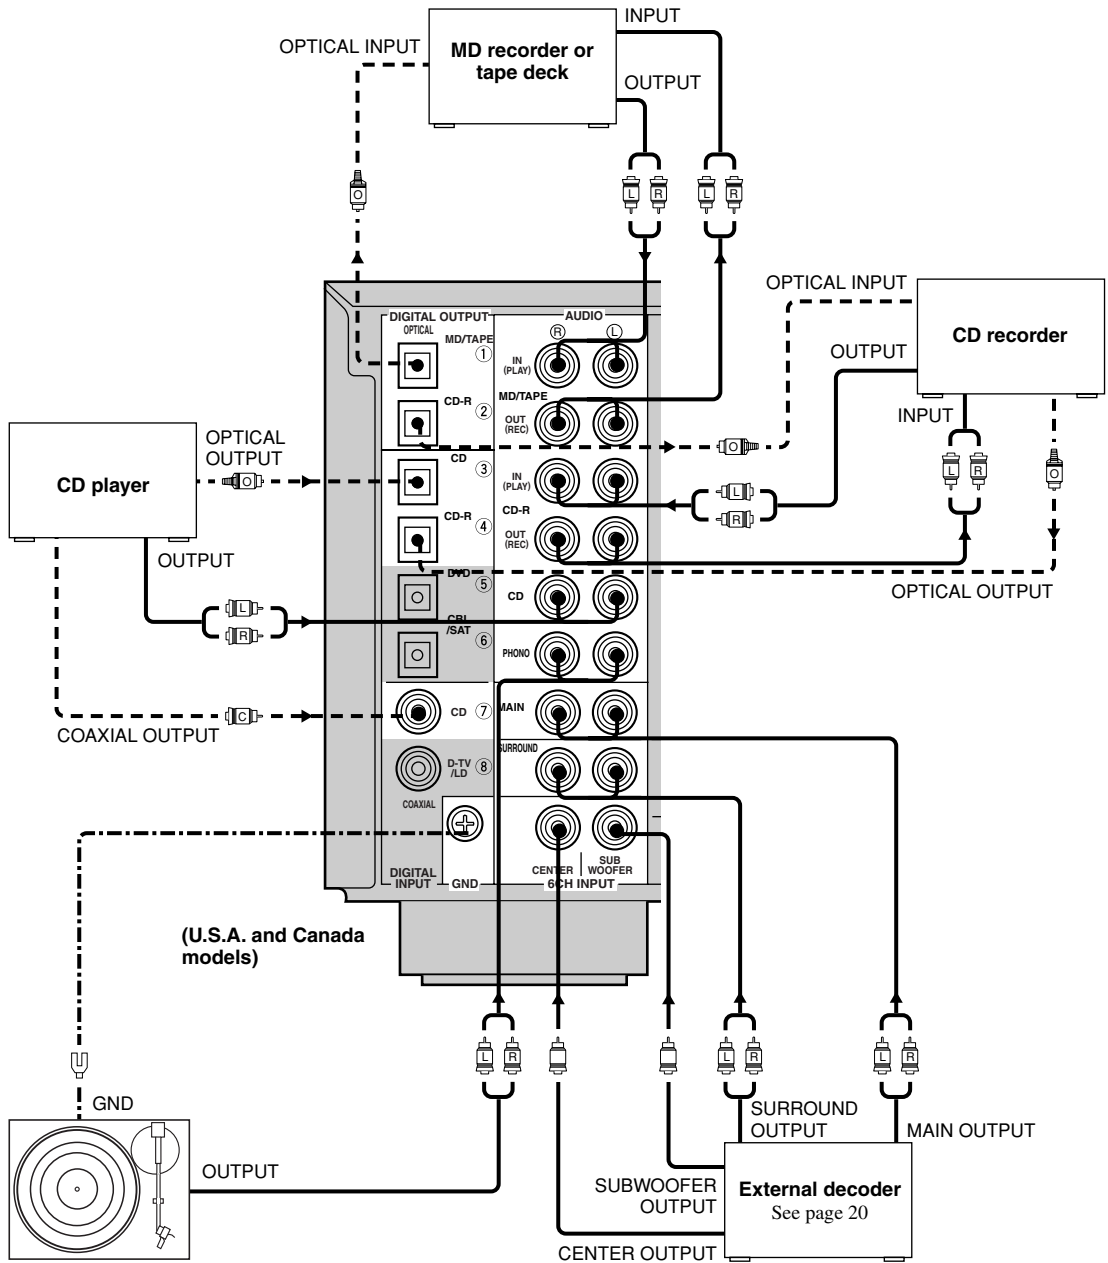 INPUT
OPTICAL INPUT
MD recorder or
tape deck
OUTPUT
O
L
R
L
R
OPTICAL INPUT
CD recorder
OUTPUT
INPUT
DIGITAL OUTPUT
OPTICAL
AUDIO
R
L
MD/TAPE
1
IN
(PLAY)
MD/TAPE
CD-R
2
OUT
(REC)
O
CD player
OPTICAL
OUTPUT
O
CD
3
IN
(PLAY)
L
R
L
R
O
CD-R
4
CD-R
OUT
(REC)
OUTPUT
OPTICAL OUTPUT
DVD
5
CD
L
R
CBL
/SAT
6
PHONO
COAXIAL OUTPUT
C
CD
7
MAIN
D-TV
/LD
8
SURROUND
COAXIAL
CENTER
SUB
WOOFER
DIGITAL
INPUT
GND
6CH INPUT
(U.S.A. and Canada
models)
L
R
L
R
L
R
GND
OUTPUT
SURROUND
OUTPUT
MAIN OUTPUT
SUBWOOFER
OUTPUT
External decoder
See page 20
CENTER OUTPUT